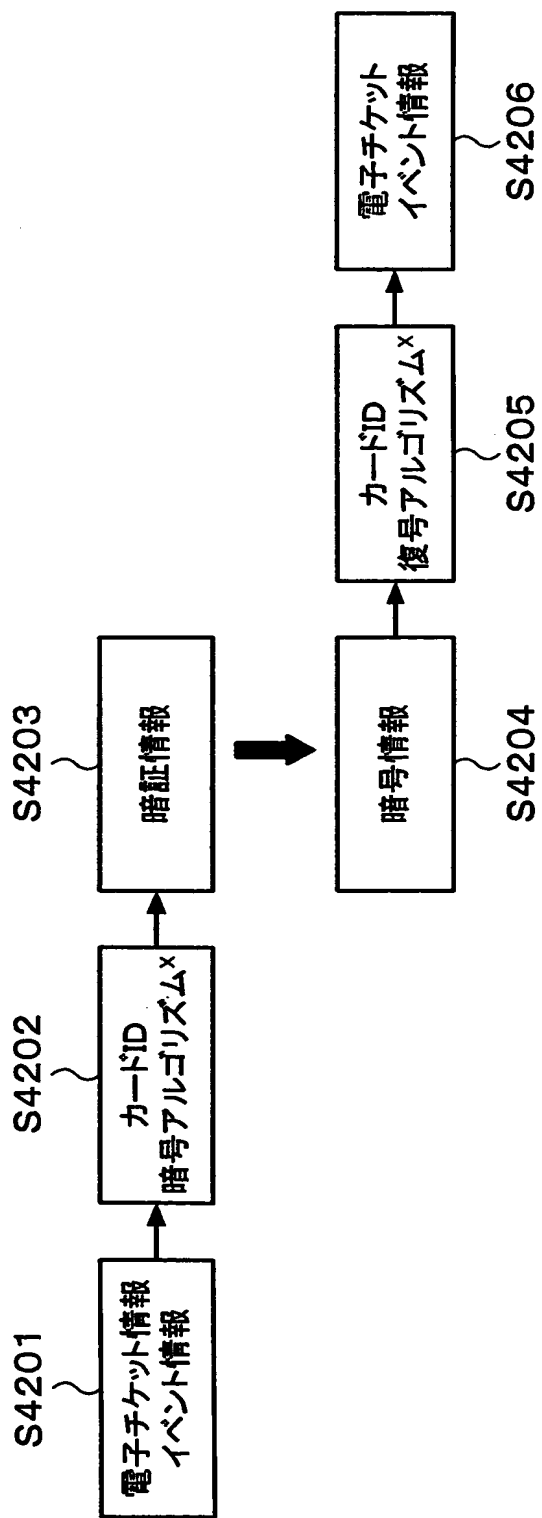 S4201
電子チケット情報
イベント情報
S4202
カードID
暗号アルゴリズムx
S4203
暗証情報
暗号情報
S4204
カードID
復号アルゴリズムx
S4205
電子チケット
イベント情報
S4206